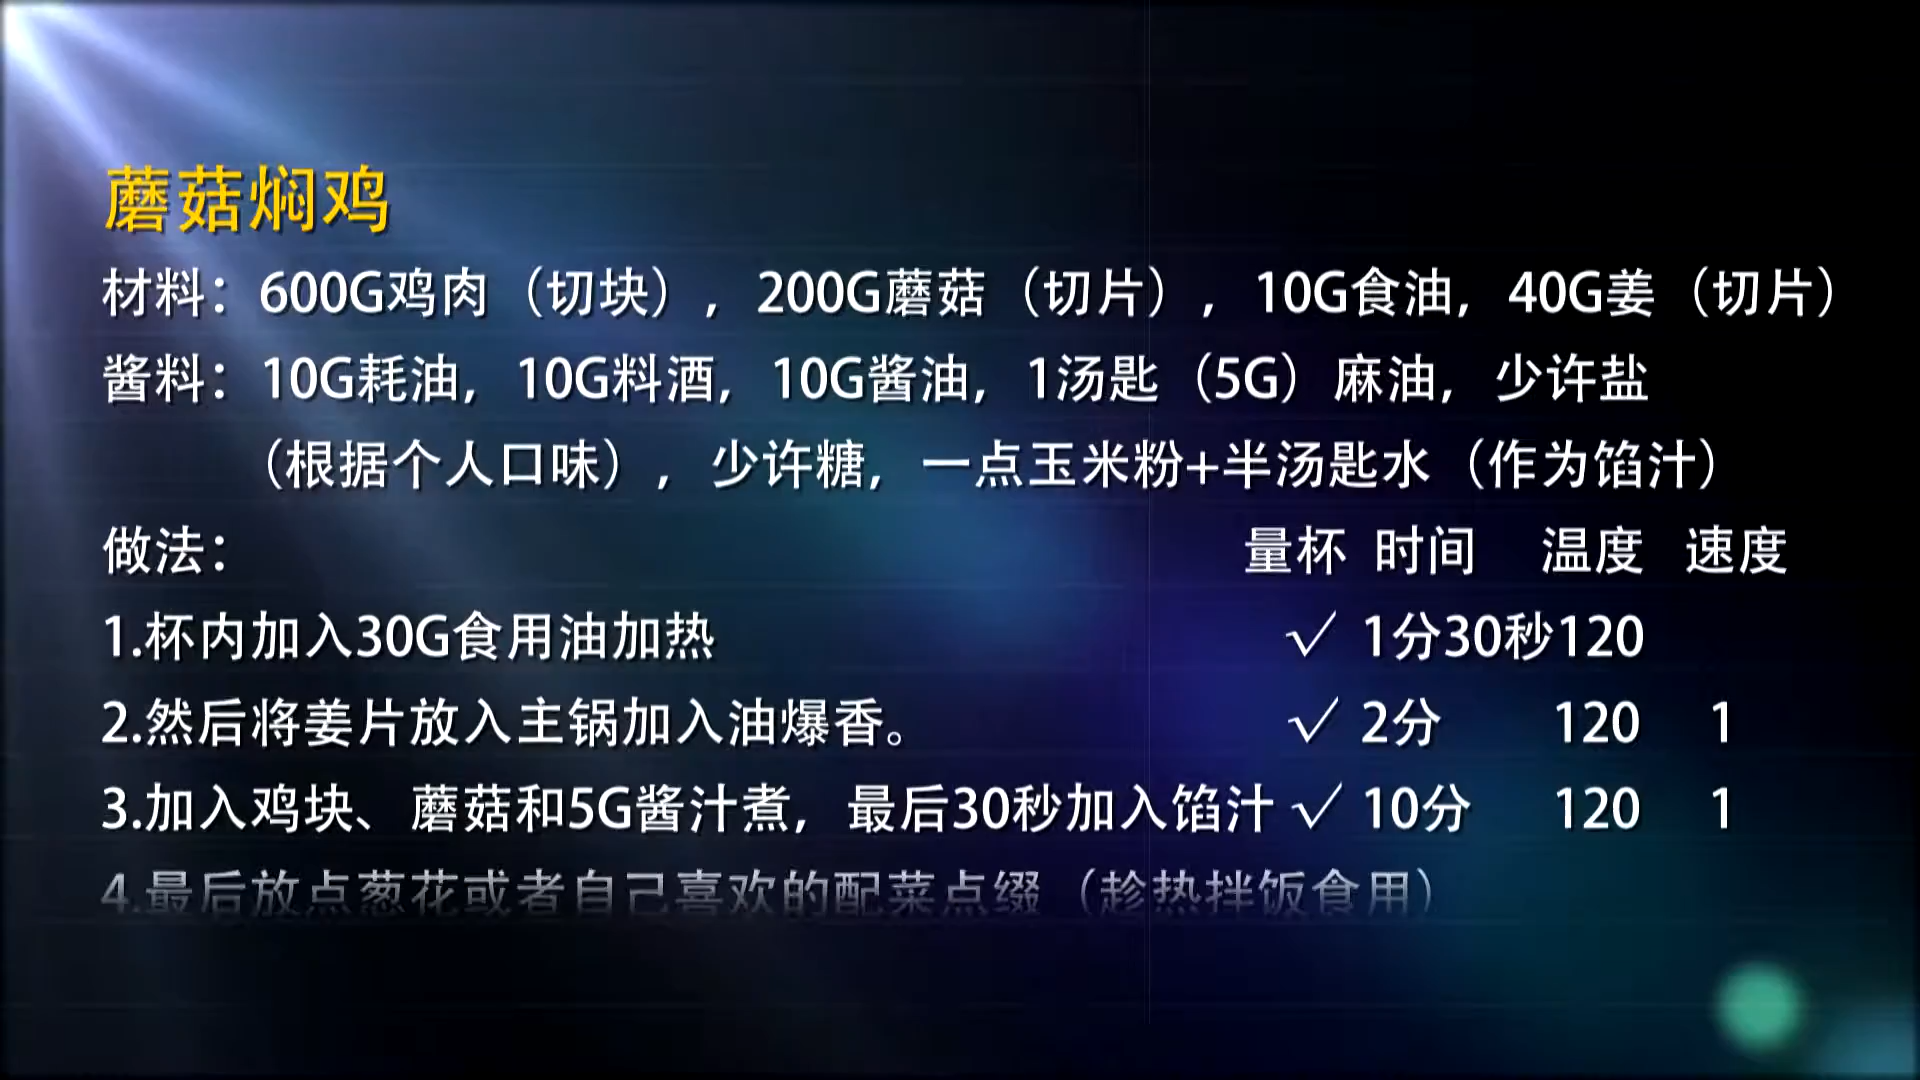 蘑菇焖鸡
材料：600G鸡肉（切块），200G蘑菇（切片），10G食油，40G姜（切片）
酱料：10G耗油，10G料酒，10G酱油，1汤匙（5G）麻油，少许盐
（根据个人口味），少许糖，一点玉米粉+半汤匙水（作为馅汁）
做法： 量杯 时间 温度 速度
1.杯内加入30G食用油加热 √ 1分30秒120
2.然后将姜片放入主锅加入油爆香。 √ 2分 120 1
3.加入鸡块、蘑菇和5G酱汁煮，最后30秒加入馅汁 √ 10分 120 1
4.最后放点葱花或者自己喜欢的配菜点缀（趁热拌饭食用）